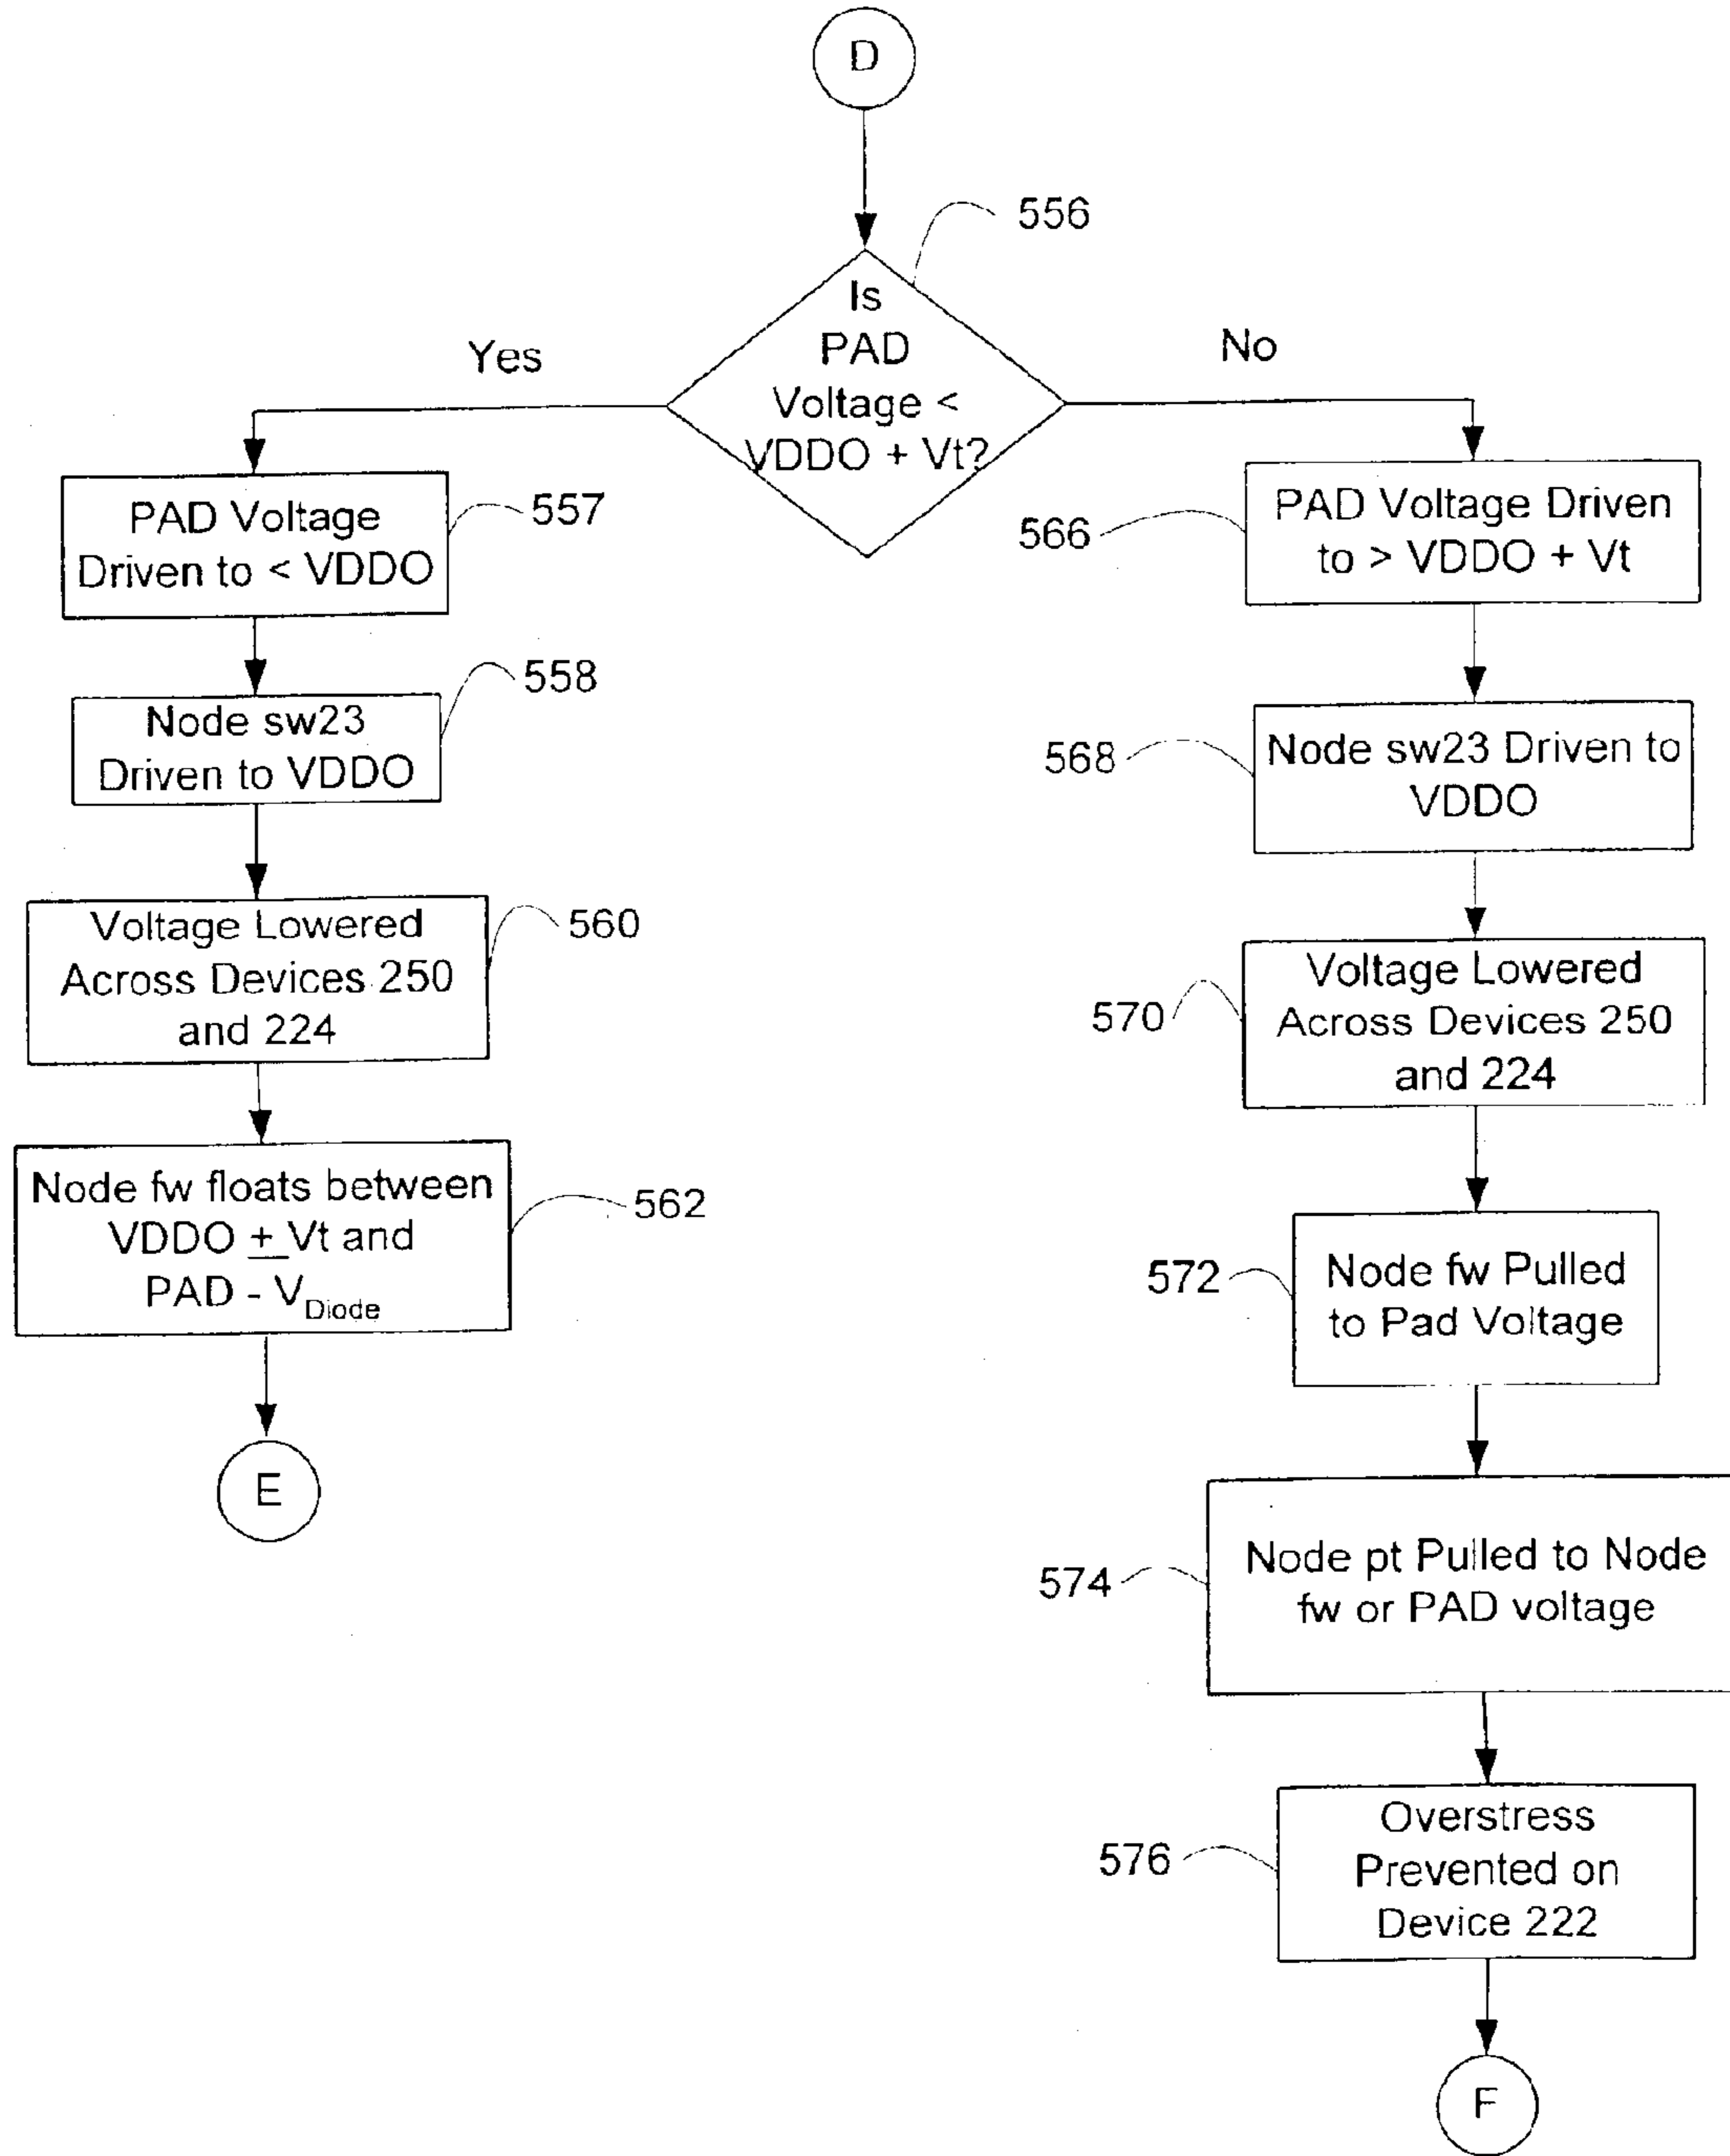 D
556
Is
PAD
Voltage <
VDDO + Vt?
Yes
No
PAD Voltage
Driven to < VDDO
557
Node sw23
Driven to VDDO
558
Voltage Lowered
Across Devices 250
and 224
560
Node fw floats between
VDDO ± Vt and
PAD - VDiode
562
E
PAD Voltage Driven
to > VDDO + Vt
566
Node sw23 Driven to
VDDO
568
Voltage Lowered
Across Devices 250
and 224
570
Node fw Pulled
to Pad Voltage
572
Node pt Pulled to Node
fw or PAD voltage
574
Overstress
Prevented on
Device 222
576
F